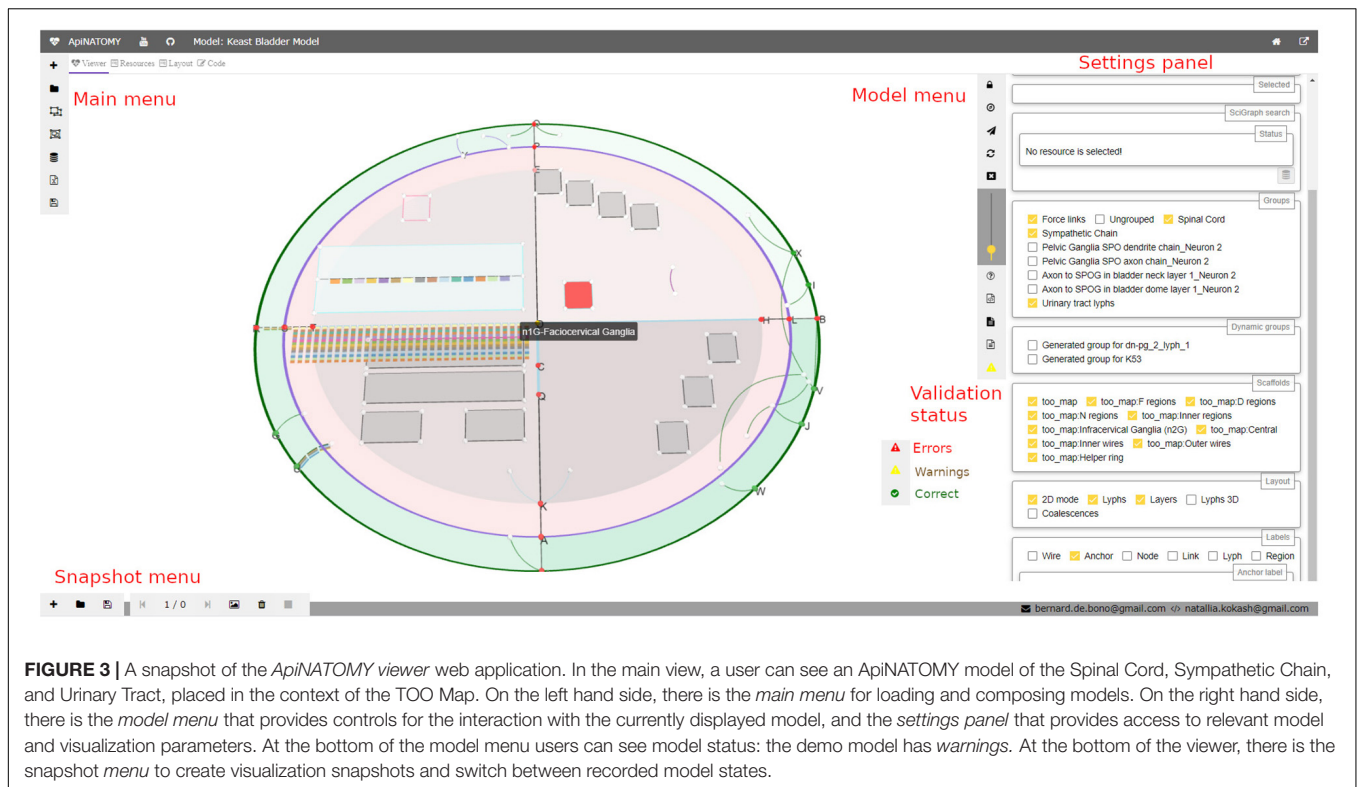 ApiNATOMY Model: Keast Bladder Model
Viewer Resources Layout Code
Settings panel
Main menu
Model menu
Selected
SciGraph search
Status
No resource is selected!
Groups
Force links Ungrouped Spinal Cord
Sympathetic Chain
Pelvic Ganglia SPO dendrite chain_Neuron 2
Pelvic Ganglia SPO axon chain_Neuron 2
Axon to SPOG in bladder neck layer 1_Neuron 2
Axon to SPOG in bladder dome layer 1_Neuron 2
Urinary tract lyphs
X
I
H L B
n1G-Faciocervical Ganglia
Dynamic groups
Generated group for dn-pg_2_lyph_1
Generated group for K53
C
Q
V
J
W
K
A
Scaffolds
too_map too_map:F regions too_map:D regions
too_map:N regions too_map:Inner regions
too_map:Infracervical Ganglia (n2G) too_map:Central
too_map:Inner wires too_map:Outer wires
too_map:Helper ring
Validation
status
Errors
Warnings
Correct
Layout
2D mode Lyphs Layers Lyphs 3D
Coalescences
Labels
Wire Anchor Node Link Lyph Region
Anchor label
Snapshot menu
1 / 0
bernard.de.bono@gmail.com </> natallia.kokash@gmail.com
FIGURE 3 | A snapshot of the ApiNATOMY viewer web application. In the main view, a user can see an ApiNATOMY model of the Spinal Cord, Sympathetic Chain,
and Urinary Tract, placed in the context of the TOO Map. On the left hand side, there is the main menu for loading and composing models. On the right hand side,
there is the model menu that provides controls for the interaction with the currently displayed model, and the settings panel that provides access to relevant model
and visualization parameters. At the bottom of the model menu users can see model status: the demo model has warnings. At the bottom of the viewer, there is the
snapshot menu to create visualization snapshots and switch between recorded model states.